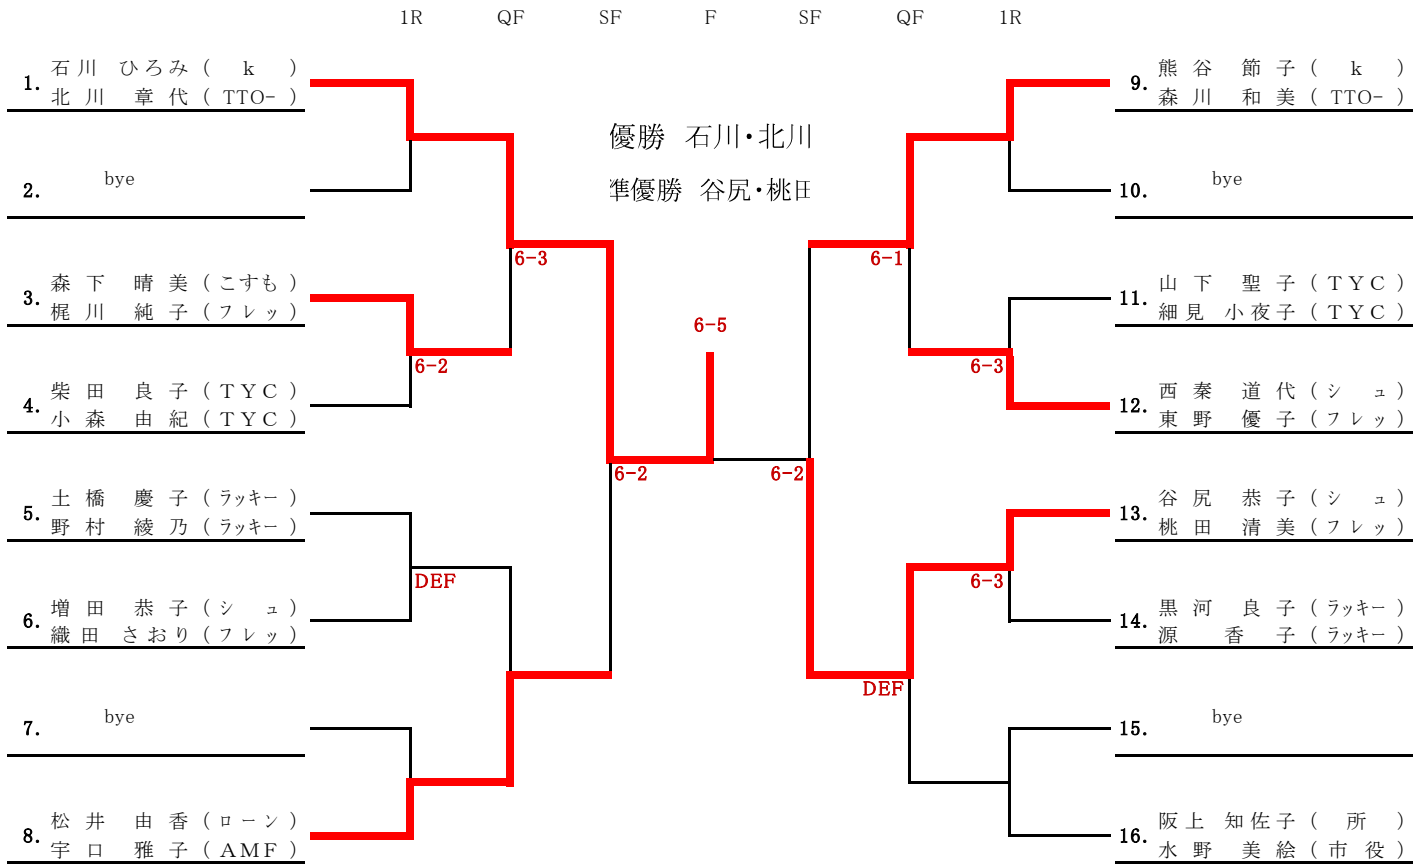 1R QF SF F SF QF 1R
優勝 石川・北川
準優勝 谷尻・桃田
1. 石川 ひろみ ( k )
北川 章代 ( TTO- )
2. bye
3. 森下 晴美 ( こすも )
梶川 純子 ( フレッ )
4. 柴田 良子 ( TYC )
小森 由紀 ( TYC )
5. 土橋 慶子 ( ラッキー )
野村 綾乃 ( ラッキー )
6. 増田 恭子 ( シュ )
織田 さおり ( フレッ )
7. bye
8. 松井 由香 ( ローン )
宇口 雅子 ( AMF )
6-3
6-2
DEF
6-2
6-5
6-2
6-1
6-3
6-3
DEF
9. 熊谷 節子 ( k )
森川 和美 ( TTO- )
10. bye
11. 山下 聖子 ( TYC )
細見 小夜子 ( TYC )
12. 西秦 道代 ( シュ )
東野 優子 ( フレッ )
13. 谷尻 恭子 ( シュ )
桃田 清美 ( フレッ )
14. 黒河 良子 ( ラッキー )
源 香子 ( ラッキー )
15. bye
16. 阪上 知佐子 ( 所 )
水野 美絵 ( 市役 )